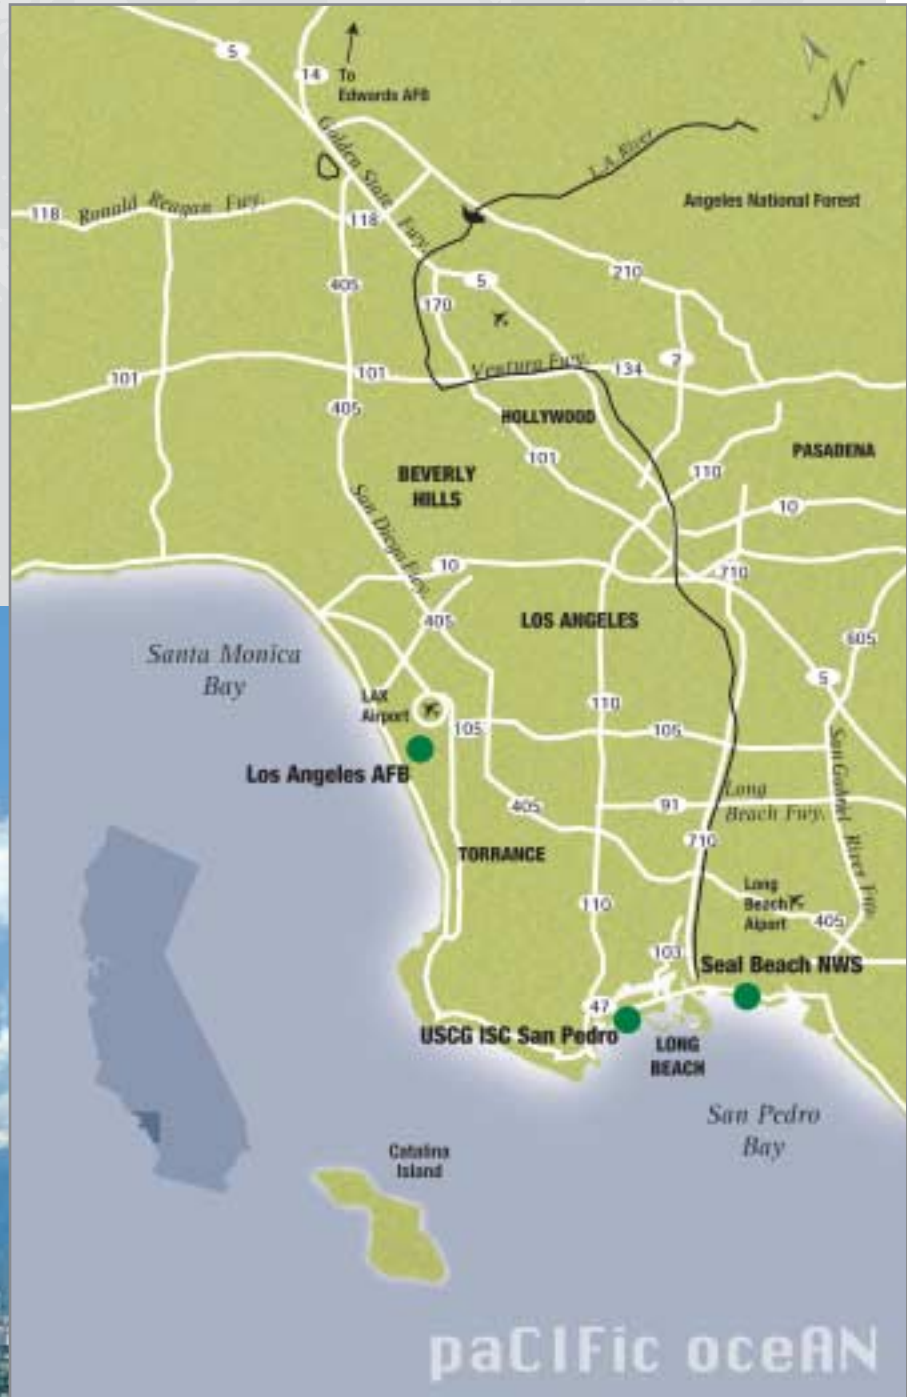 5
14
To
Edwards AFB
N
Golden State Fwy.
L.A River
Angeles National Forest
118
Ronald Reagan Fwy.
118
405
170
5
210
101
101
Ventura Fwy.
134
2
405
HOLLYWOOD
101
110
PASADENA
BEVERLY
HILLS
10
San Diego Fwy.
10
710
405
LOS ANGELES
605
Santa Monica
Bay
5
LAX
Airport
105
110
105
Los Angeles AFB
San Gabriel River Fwy.
405
91
Long
Beach Fwy.
710
TORRANCE
110
Long
Beach
Aiport
405
103
Seal Beach NWS
47
USCG ISC San Pedro
LONG
BEACH
San Pedro
Bay
Catalina
Island
paCIFic oceAN